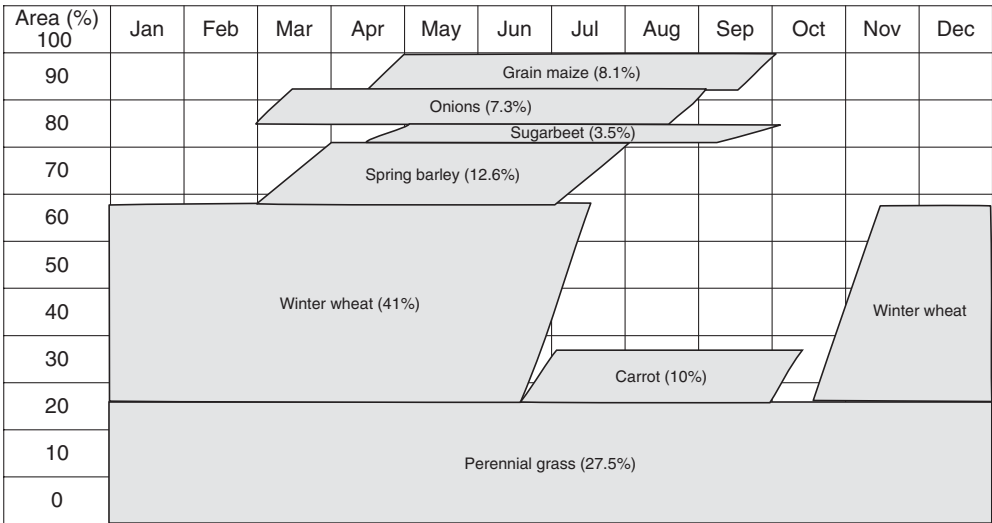 Area (%) Jan Feb Mar Apr May Jun Jul Aug Sep Oct Nov Dec
100
90 Grain maize (8.1%)
Onions (7.3%)
80
Sugarbeet (3.5%)
70 Spring barley (12.6%)
60
50
40 Winter wheat (41%) Winter wheat
30
Carrot (10%)
20
10 Perennial grass (27.5%)
0